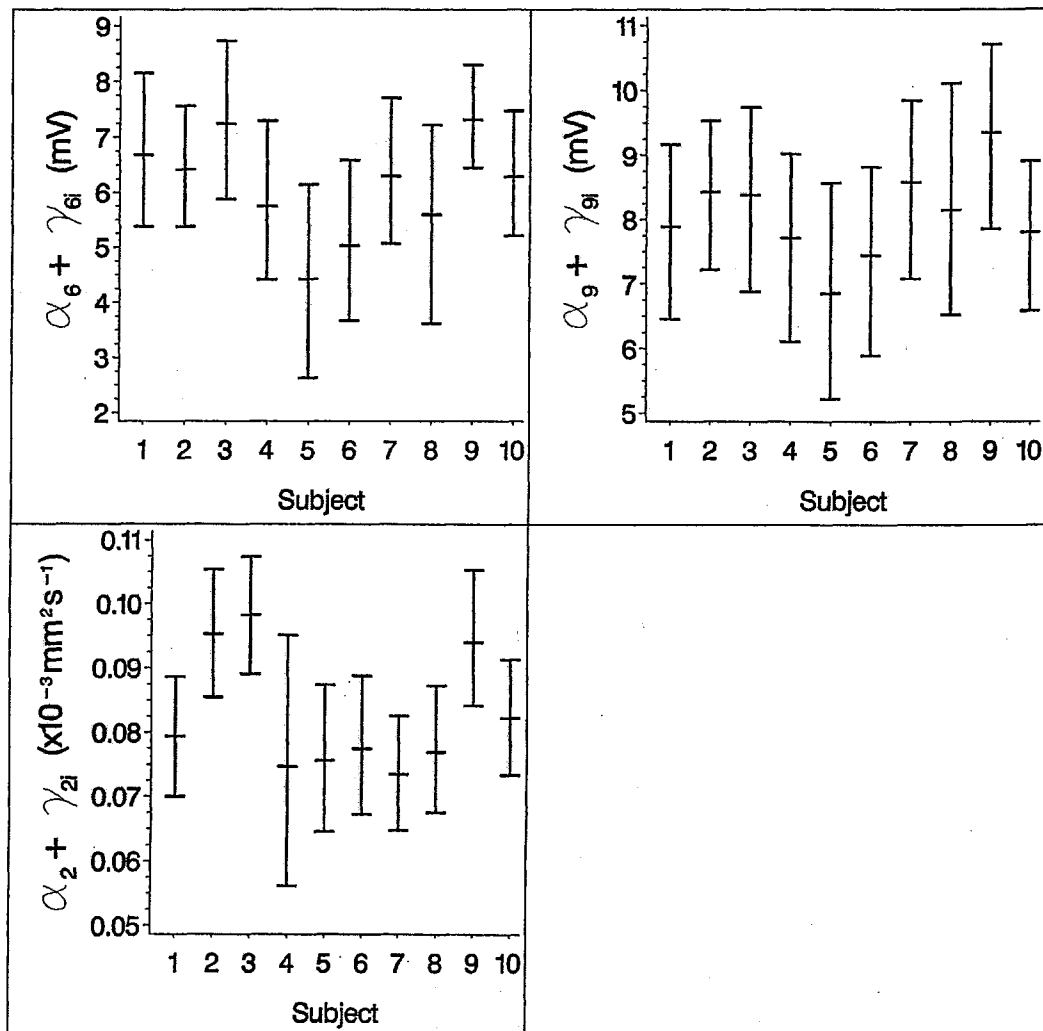 α₆ + γ₆ᵢ (mV)
9
8
7
6
5
4
3
2
1 2 3 4 5 6 7 8 9 10
Subject
α₉ + γ₉ᵢ (mV)
11
10
9
8
7
6
5
1 2 3 4 5 6 7 8 9 10
Subject
α₂ + γ₂ᵢ (x10⁻³mm²s⁻¹)
0.11
0.10
0.09
0.08
0.07
0.06
0.05
1 2 3 4 5 6 7 8 9 10
Subject